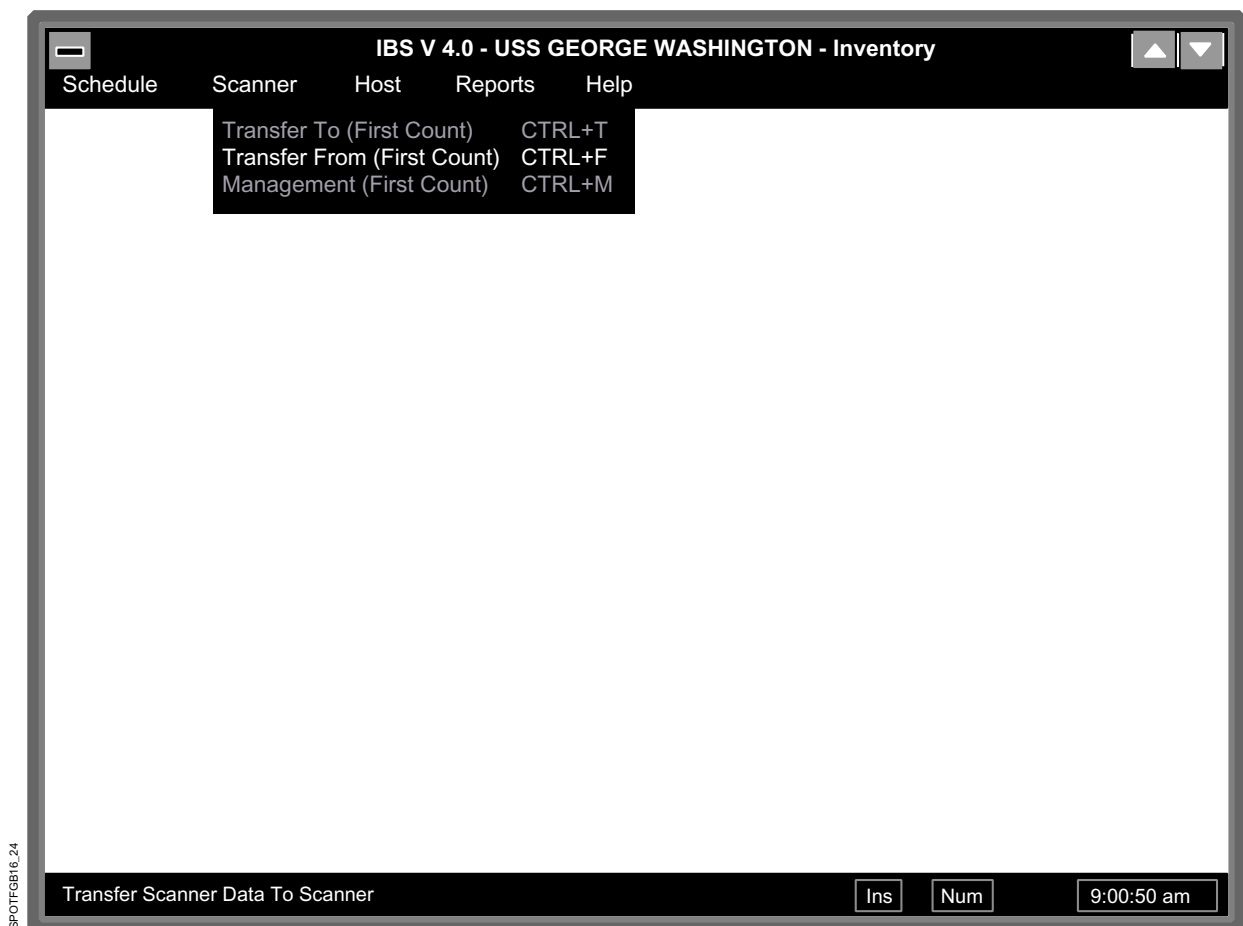 IBS V 4.0 - USS GEORGE WASHINGTON - Inventory
Schedule Scanner Host Reports Help
Transfer To (First Count) CTRL+T
Transfer From (First Count) CTRL+F
Management (First Count) CTRL+M
Transfer Scanner Data To Scanner Ins Num 9:00:50 am
SPOTFGB16_24